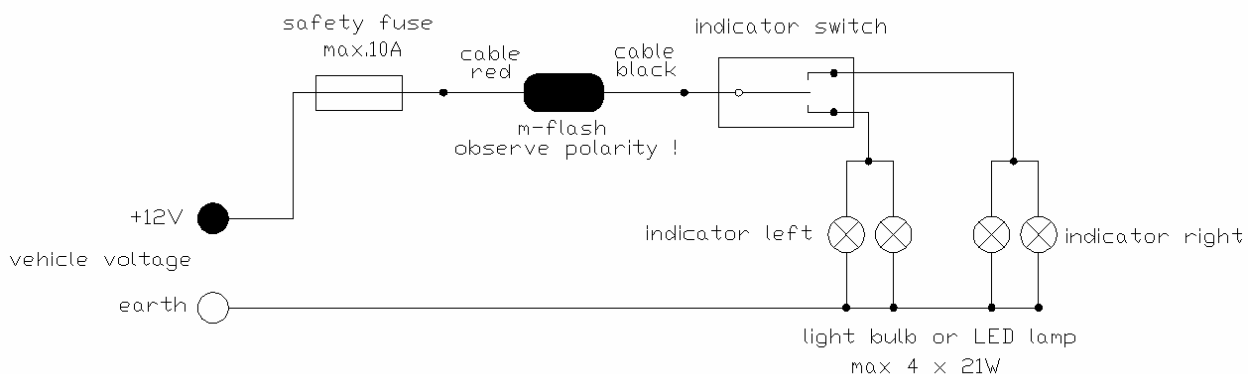 safety fuse
max.10A
cable
red
cable
black
indicator switch
m-flash
observe polarity !
+12V
vehicle voltage
earth
indicator left
indicator right
light bulb or LED lamp
max 4 x 21W